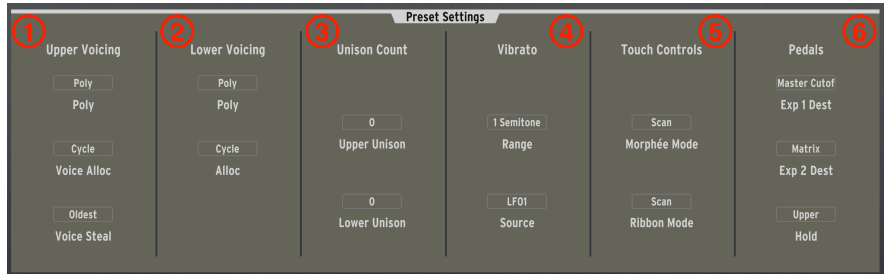 Preset Settings
1 2 3 4 5 6
Upper Voicing Lower Voicing Unison Count Vibrato Touch Controls Pedals
Poly Poly Master Cutof
Poly Poly Exp 1 Dest
0 1 Semitone Scan
Upper Unison Range Morphée Mode
Cycle Cycle Matrix
Voice Alloc Alloc Exp 2 Dest
0 LFO1 Scan
Lower Unison Source Ribbon Mode
Oldest Upper
Voice Steal Hold